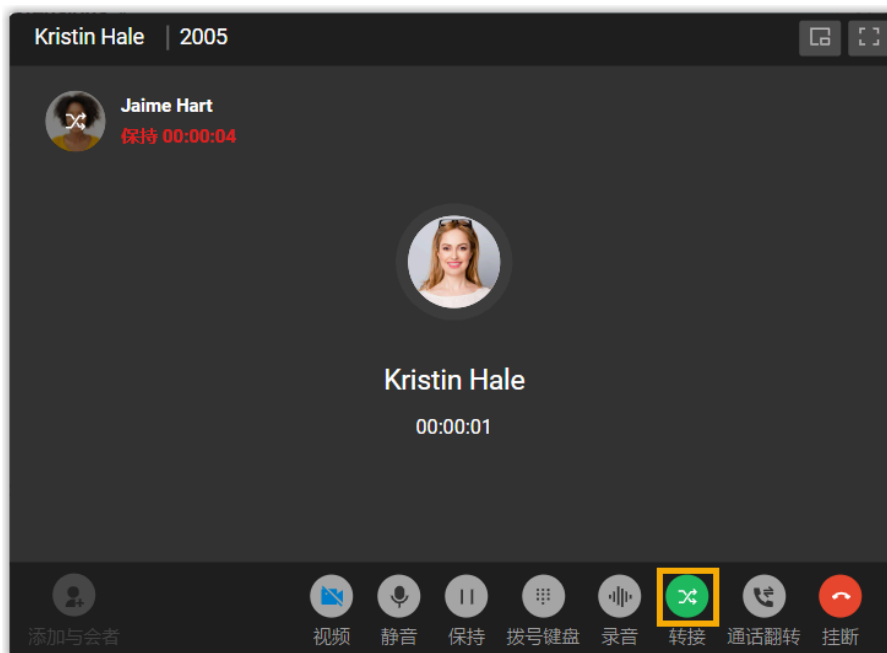 Kristin Hale | 2005
Jaime Hart
保持 00:00:04
Kristin Hale
00:00:01
添加与会者 视频 静音 保持 拨号键盘 录音 转接 通话翻转 挂断